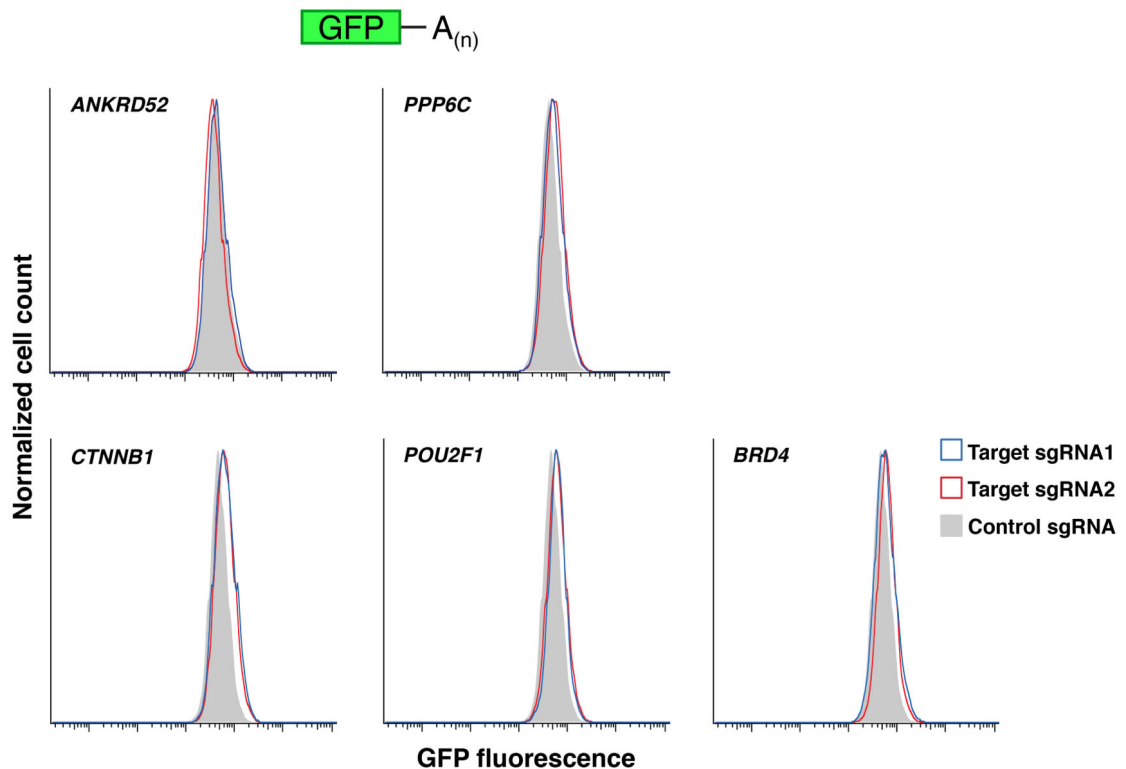 GFP A(n)
ANKRD52
PPP6C
CTNNB1
POU2F1
BRD4
Normalized cell count
GFP fluorescence
Target sgRNA1
Target sgRNA2
Control sgRNA